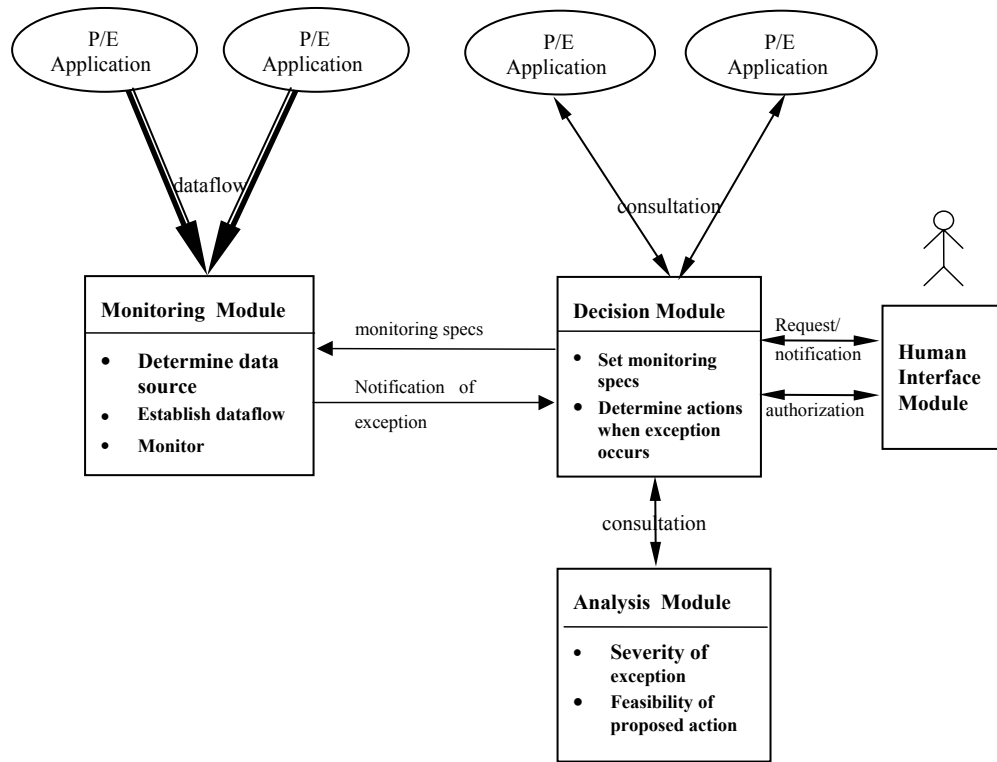 P/E
Application
P/E
Application
P/E
Application
P/E
Application
dataflow
consultation
Monitoring Module
• Determine data
source
• Establish dataflow
• Monitor
monitoring specs
Notification of
exception
Decision Module
• Set monitoring
specs
• Determine actions
when exception
occurs
Request/
notification
authorization
Human
Interface
Module
consultation
Analysis Module
• Severity of
exception
• Feasibility of
proposed action